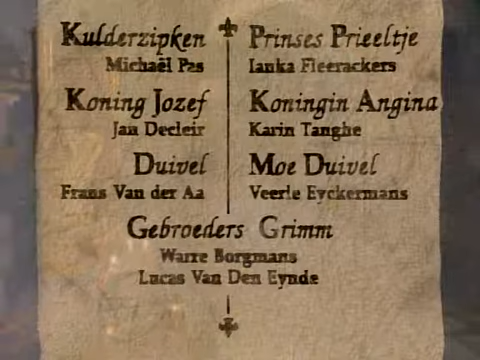 Kulderzipken
Michaël Pas
Prinses Prieeltje
Ianka Fleerackers
Koning Jozef
Jan Decleir
Koningin Angina
Karin Tanghe
Duivel
Frans Van der Aa
Moe Duivel
Veerle Eyckermans
Gebroeders Grimm
Warre Borgmans
Lucas Van Den Eynde